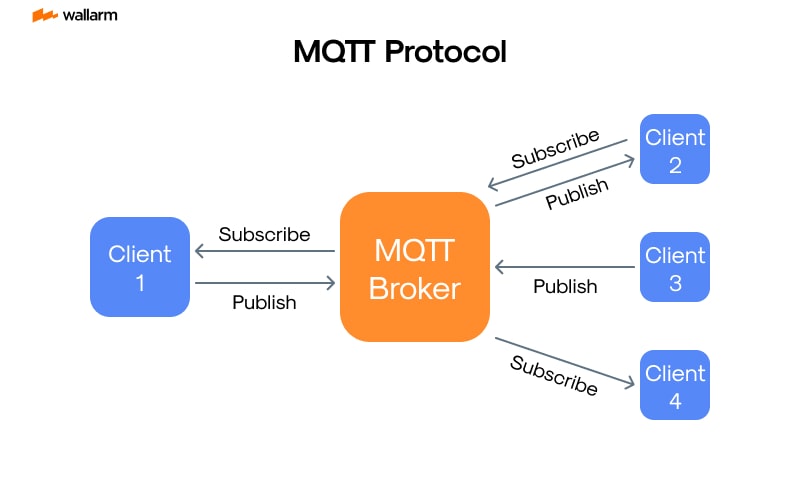 wallarm
MQTT Protocol
Client
1
Subscribe
Publish
MQTT
Broker
Subscribe
Publish
Client
2
Publish
Client
3
Subscribe
Client
4